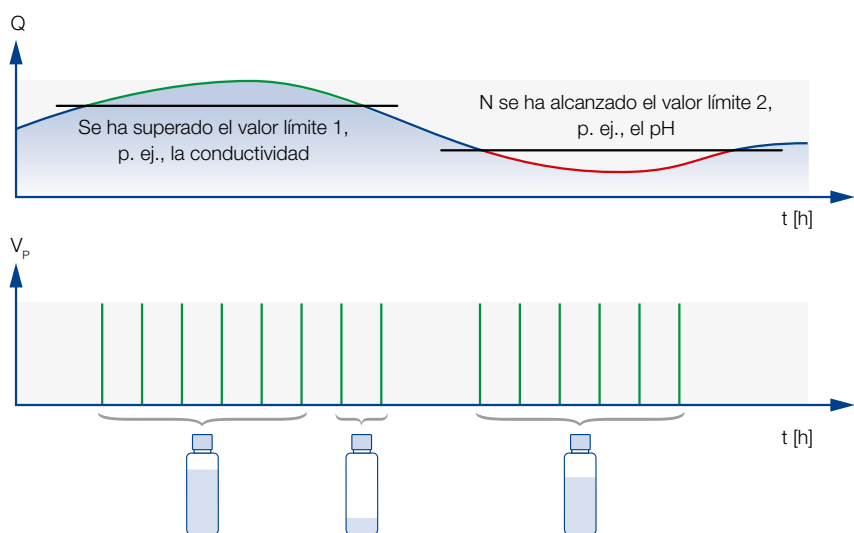 Q
Se ha superado el valor límite 1,
p. ej., la conductividad
N se ha alcanzado el valor límite 2,
p. ej., el pH
t [h]
V_P
t [h]